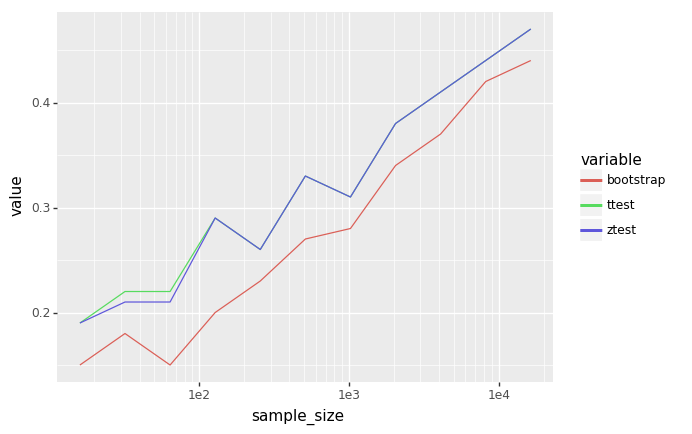 0.4
0.3
0.2
value
1e2
1e3
1e4
sample_size
variable
bootstrap
ttest
ztest